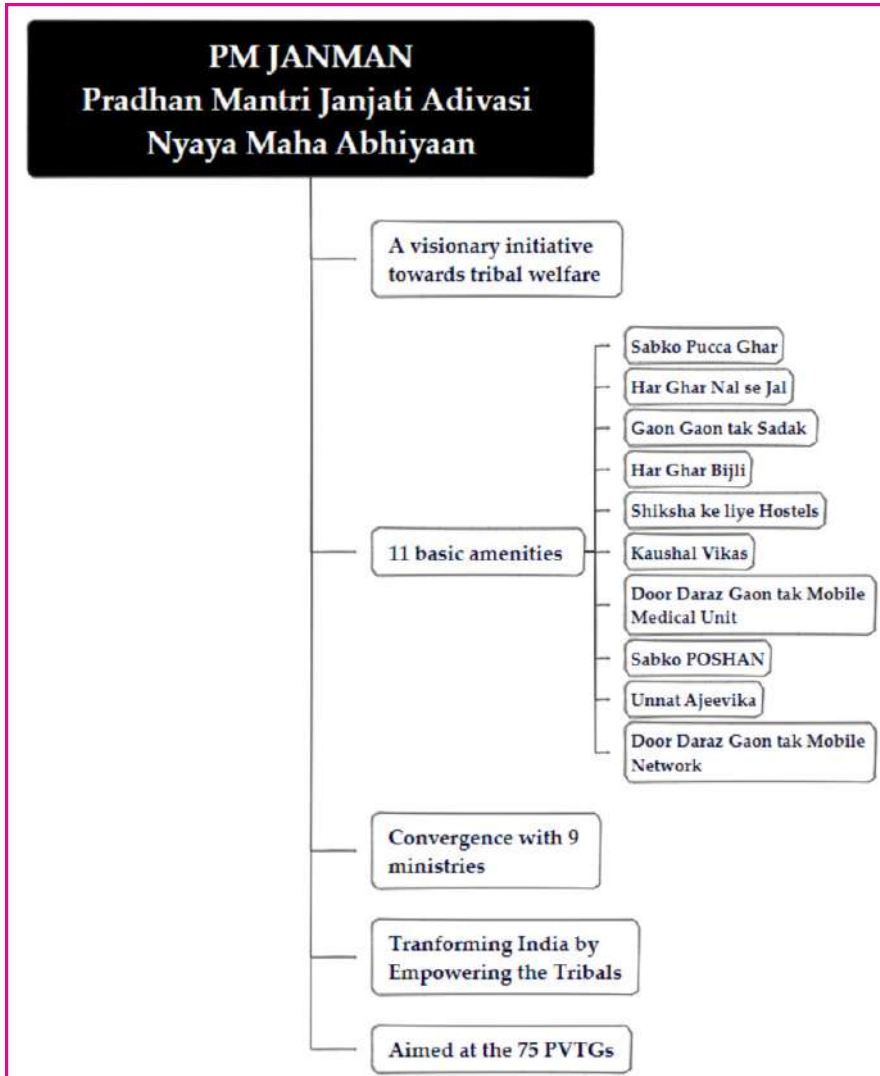 PM JANMAN
Pradhan Mantri Janjati Adivasi
Nyaya Maha Abhiyaan
A visionary initiative
towards tribal welfare
11 basic amenities
Sabko Pucca Ghar
Har Ghar Nal se Jal
Gaon Gaon tak Sadak
Har Ghar Bijli
Shiksha ke liye Hostels
Kaushal Vikas
Door Daraz Gaon tak Mobile
Medical Unit
Sabko POSHAN
Unnat Ajeevika
Door Daraz Gaon tak Mobile
Network
Convergence with 9
ministries
Tranforming India by
Empowering the Tribals
Aimed at the 75 PVTGs